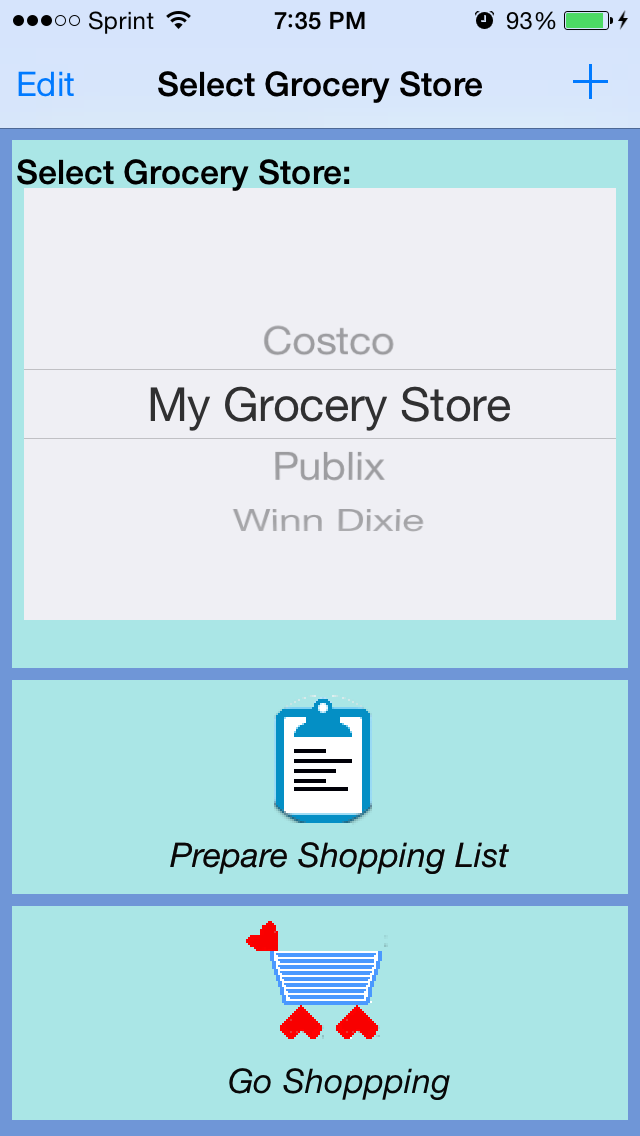 Sprint 7:35 PM 93%
Edit Select Grocery Store +
Select Grocery Store:
Costco
My Grocery Store
Publix
Winn Dixie
Prepare Shopping List
Go Shoppping